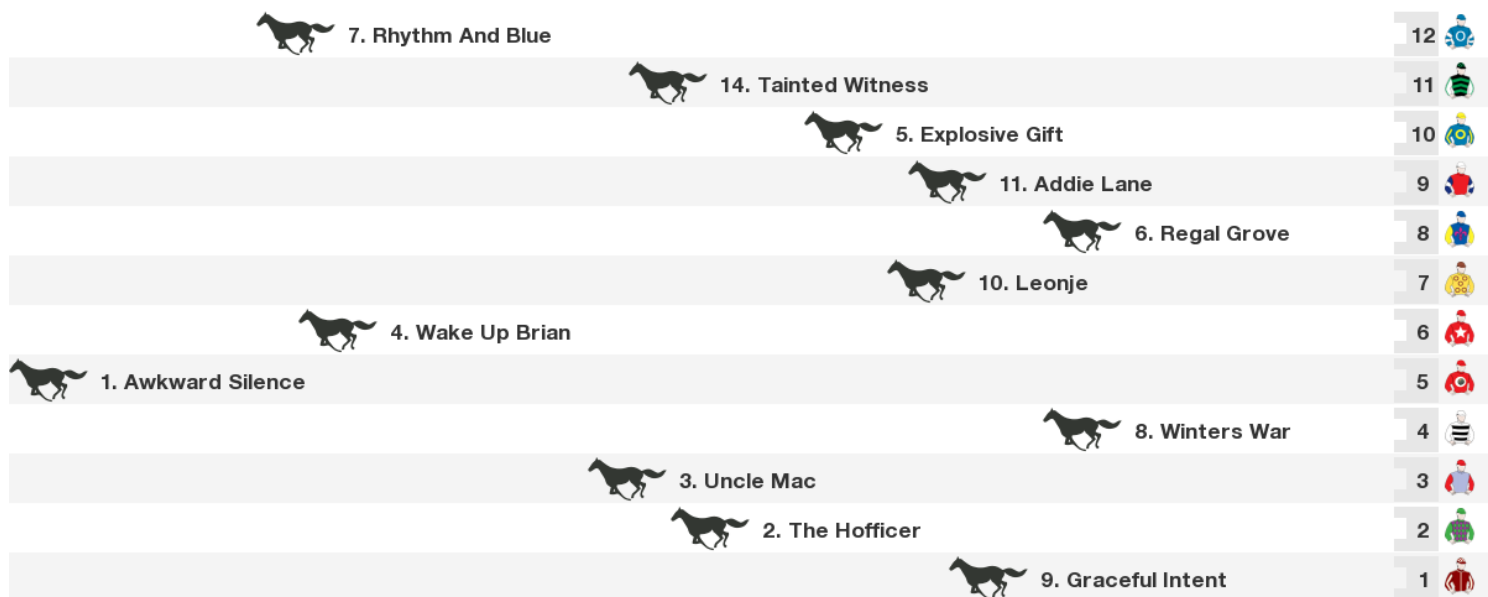 7. Rhythm And Blue 12
14. Tainted Witness 11
5. Explosive Gift 10
11. Addie Lane 9
6. Regal Grove 8
10. Leonje 7
4. Wake Up Brian 6
1. Awkward Silence 5
8. Winters War 4
3. Uncle Mac 3
2. The Hofficer 2
9. Graceful Intent 1